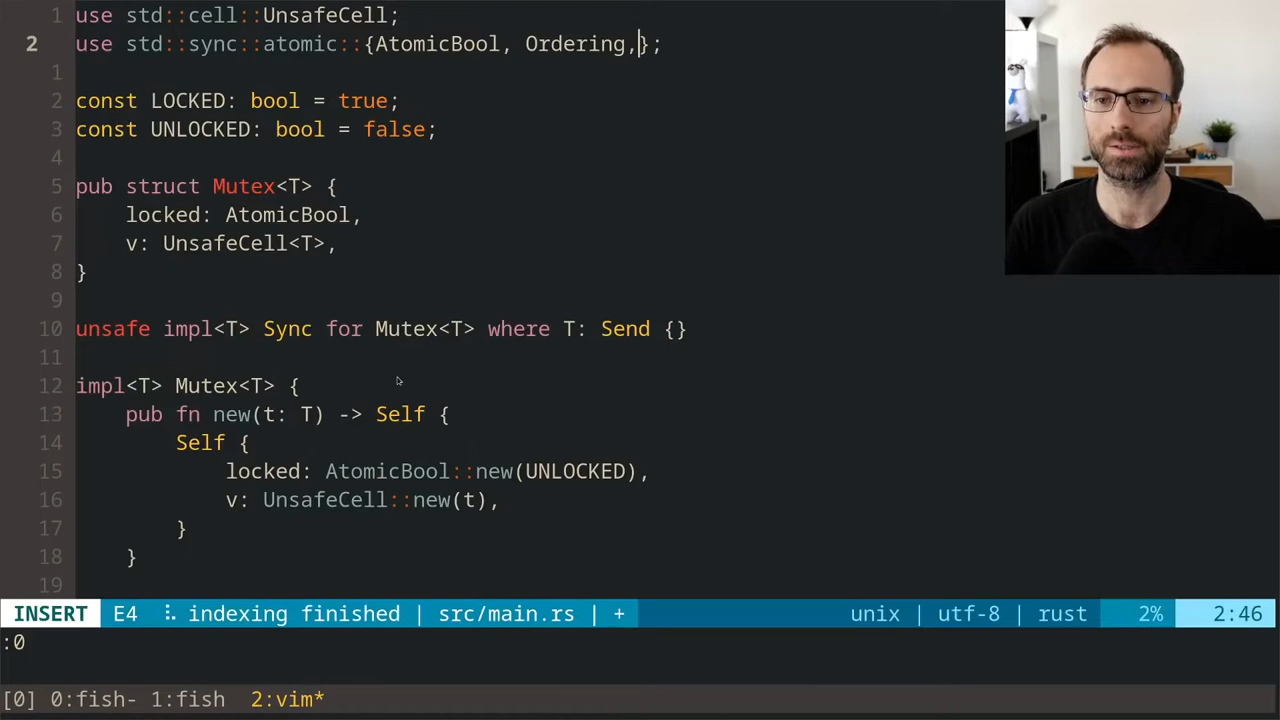 1 use std::cell::UnsafeCell;
2 use std::sync::atomic::{AtomicBool, Ordering,};
1
2 const LOCKED: bool = true;
3 const UNLOCKED: bool = false;
4
5 pub struct Mutex<T> {
6 locked: AtomicBool,
7 v: UnsafeCell<T>,
8 }
9
10 unsafe impl<T> Sync for Mutex<T> where T: Send {}
11
12 impl<T> Mutex<T> {
13 pub fn new(t: T) -> Self {
14 Self {
15 locked: AtomicBool::new(UNLOCKED),
16 v: UnsafeCell::new(t),
17 }
18 }
19
INSERT E4 ⠧ indexing finished | src/main.rs | + unix | utf-8 | rust 2% 2:46
:0
[0] 0:fish- 1:fish 2:vim*